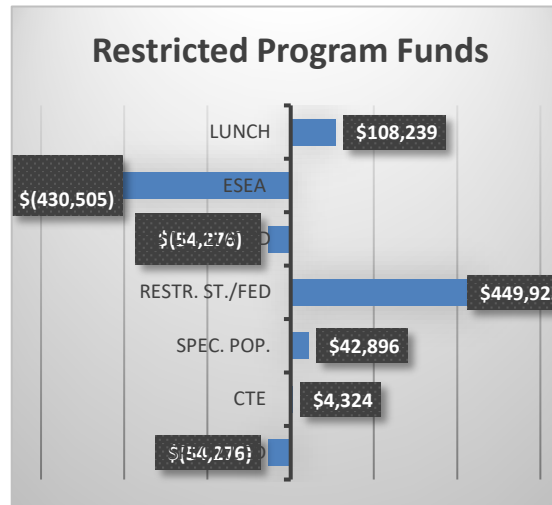 Restricted Program Funds
LUNCH
$108,239
ESEA
$(430,505)
$(54,276)
RESTR. ST./FED
$449,92
SPEC. POP.
$42,896
CTE
$4,324
$(54,276)